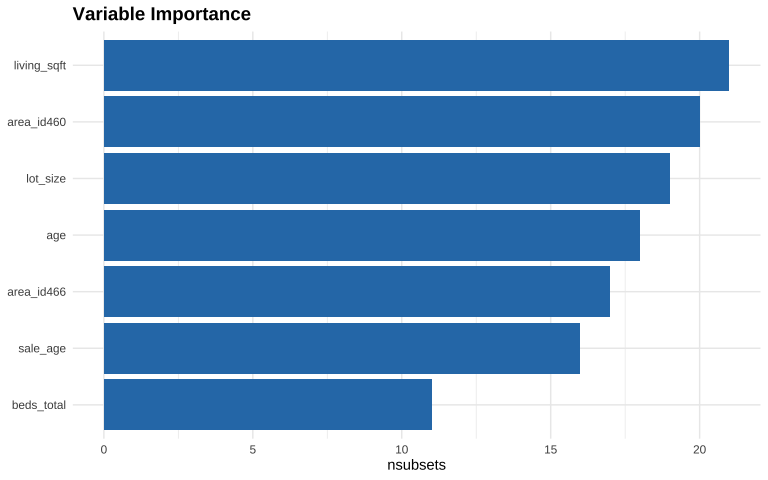 Variable Importance
living_sqft
area_id460
lot_size
age
area_id466
sale_age
beds_total
0 5 10 15 20
nsubsets